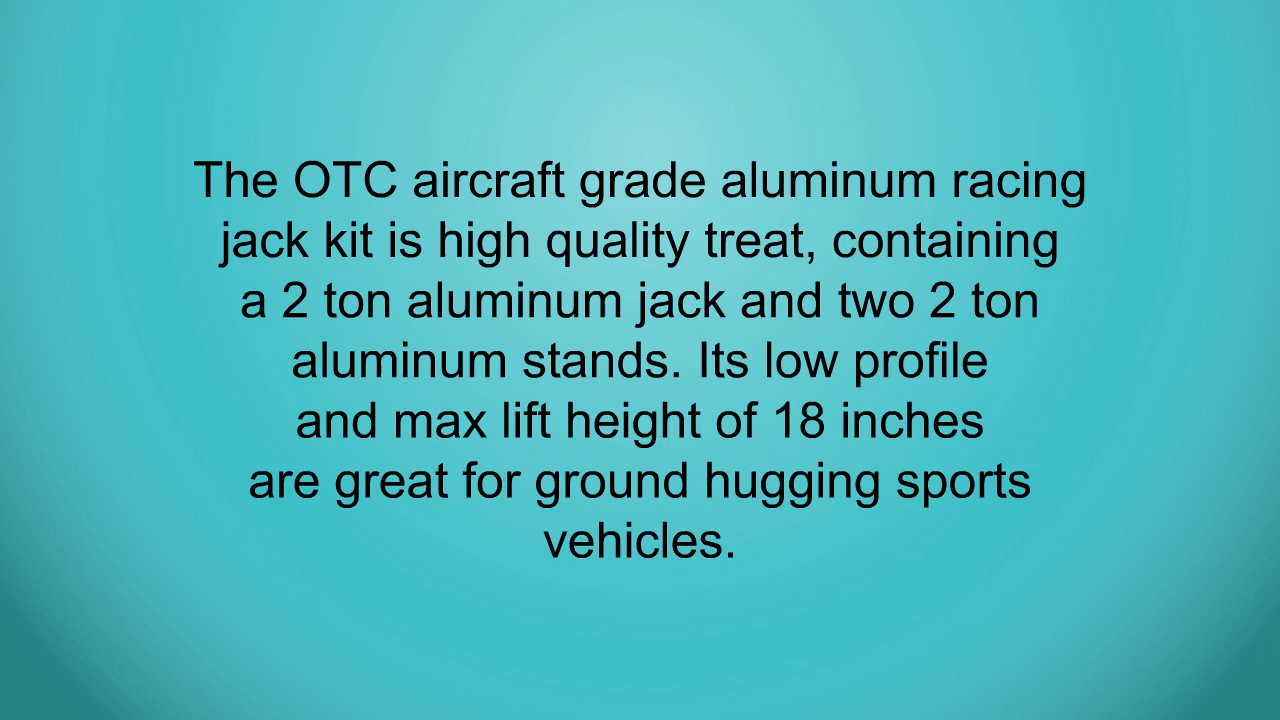 The OTC aircraft grade aluminum racing
jack kit is high quality treat, containing
a 2 ton aluminum jack and two 2 ton
aluminum stands. Its low profile
and max lift height of 18 inches
are great for ground hugging sports
vehicles.